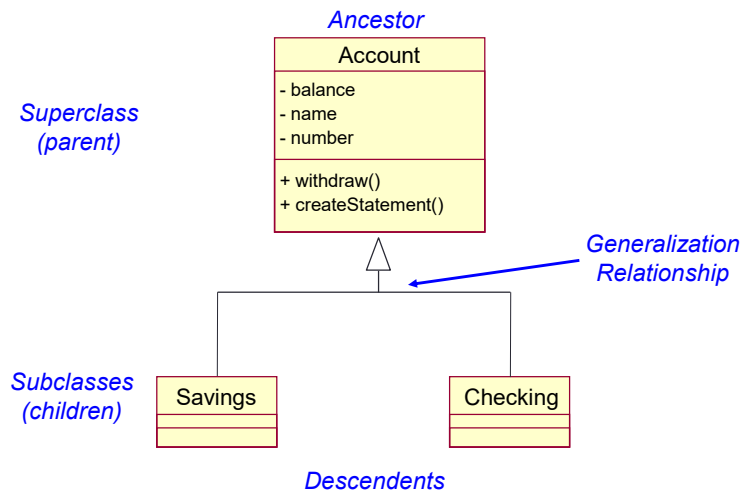 Ancestor
Account
Superclass
(parent)
- balance
- name
- number
+ withdraw()
+ createStatement()
Generalization
Relationship
Subclasses
(children)
Savings
Checking
Descendents